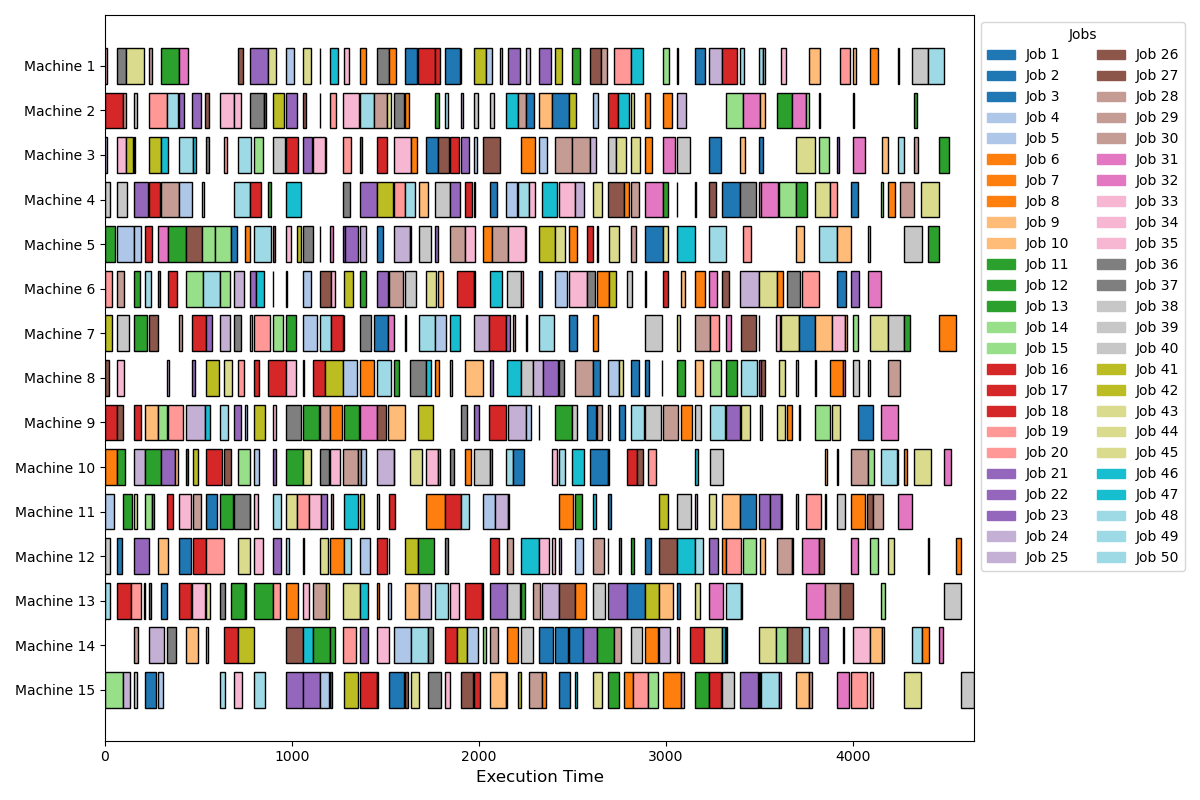 Machine 1
Machine 2
Machine 3
Machine 4
Machine 5
Machine 6
Machine 7
Machine 8
Machine 9
Machine 10
Machine 11
Machine 12
Machine 13
Machine 14
Machine 15
0 1000 2000 3000 4000
Execution Time
Jobs
Job 1 Job 26
Job 2 Job 27
Job 3 Job 28
Job 4 Job 29
Job 5 Job 30
Job 6 Job 31
Job 7 Job 32
Job 8 Job 33
Job 9 Job 34
Job 10 Job 35
Job 11 Job 36
Job 12 Job 37
Job 13 Job 38
Job 14 Job 39
Job 15 Job 40
Job 16 Job 41
Job 17 Job 42
Job 18 Job 43
Job 19 Job 44
Job 20 Job 45
Job 21 Job 46
Job 22 Job 47
Job 23 Job 48
Job 24 Job 49
Job 25 Job 50